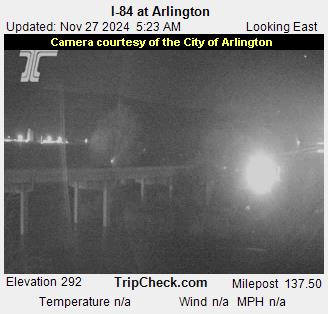 I-84 at Arlington
Updated: Nov 27 2024 5:23 AM Looking East
Camera courtesy of the City of Arlington
Elevation 292 TripCheck.com Milepost 137.50
Temperature n/a Wind n/a MPH n/a